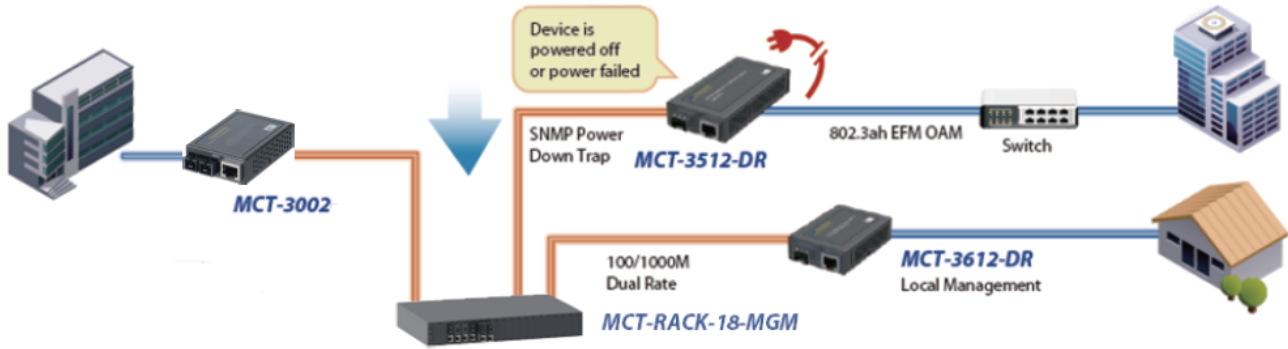 Device is
powered off
or power failed
SNMP Power
Down Trap
MCT-3512-DR
802.3ah EFM OAM
Switch
MCT-3002
100/1000M
Dual Rate
MCT-3612-DR
Local Management
MCT-RACK-18-MGM